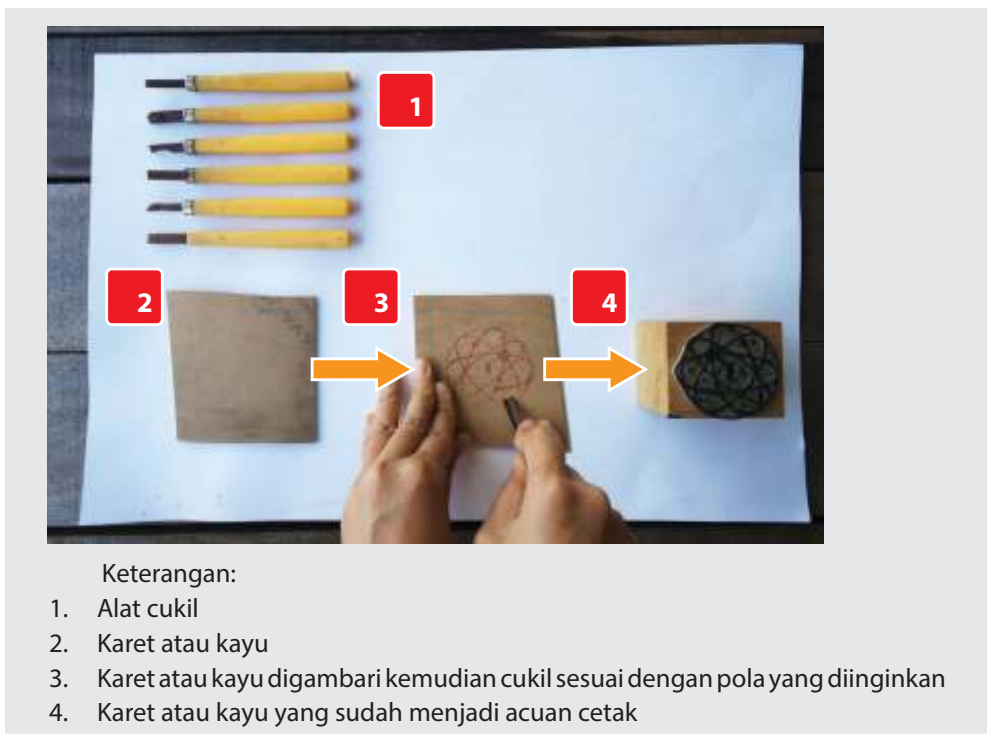 1
2
3
4
Keterangan:
1. Alat cukil
2. Karet atau kayu
3. Karet atau kayu digambari kemudian cukil sesuai dengan pola yang diinginkan
4. Karet atau kayu yang sudah menjadi acuan cetak